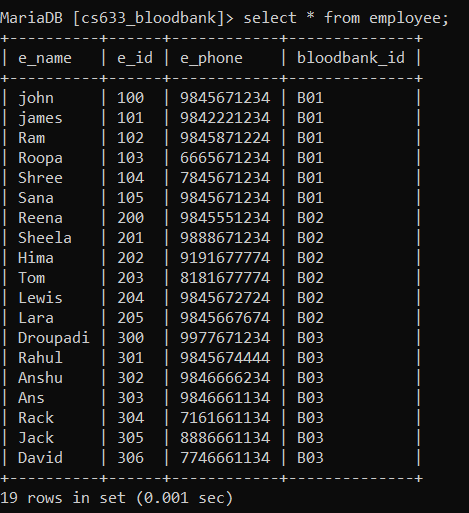 MariaDB [cs633_bloodbank]> select * from employee;
+----------+------+------------+--------------+
| e_name   | e_id | e_phone    | bloodbank_id |
+----------+------+------------+--------------+
| john     | 100  | 9845671234 | B01          |
| james    | 101  | 9842221234 | B01          |
| Ram      | 102  | 9845871224 | B01          |
| Roopa    | 103  | 6665671234 | B01          |
| Shree    | 104  | 7845671234 | B01          |
| Sana     | 105  | 9845671234 | B01          |
| Reena    | 200  | 9845551234 | B02          |
| Sheela   | 201  | 9888671234 | B02          |
| Hima     | 202  | 9191677774 | B02          |
| Tom      | 203  | 8181677774 | B02          |
| Lewis    | 204  | 9845672724 | B02          |
| Lara     | 205  | 9845667674 | B02          |
| Droupadi | 300  | 9977671234 | B03          |
| Rahul    | 301  | 9845674444 | B03          |
| Anshu    | 302  | 9846666234 | B03          |
| Ans      | 303  | 9846661134 | B03          |
| Rack     | 304  | 7161661134 | B03          |
| Jack     | 305  | 8886661134 | B03          |
| David    | 306  | 7746661134 | B03          |
+----------+------+------------+--------------+
19 rows in set (0.001 sec)